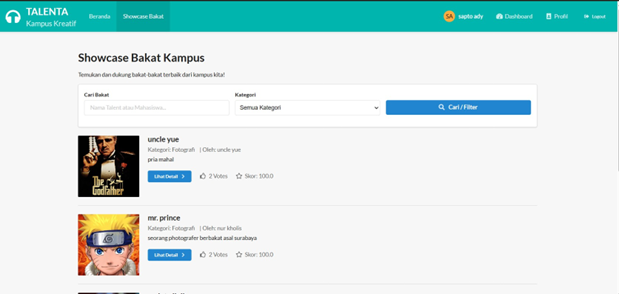 TALENTA
Kampus Kreatif
Beranda
Showcase Bakat
SA
sapto ady
Dashboard
Profil
Logout
Showcase Bakat Kampus
Temukan dan dukung bakat-bakat terbaik dari kampus kita!
Cari Bakat
Kategori
Nama Talent atau Mahasiswa...
Semua Kategori
Cari / Filter
The
Godfather
uncle yue
Kategori: Fotografi | Oleh: uncle yue
pria mahal
Lihat Detail
2 Votes
Skor: 100.0
mr. prince
Kategori: Fotografi | Oleh: nur kholis
seorang photografer berbakat asal surabaya
Lihat Detail
2 Votes
Skor: 100.0